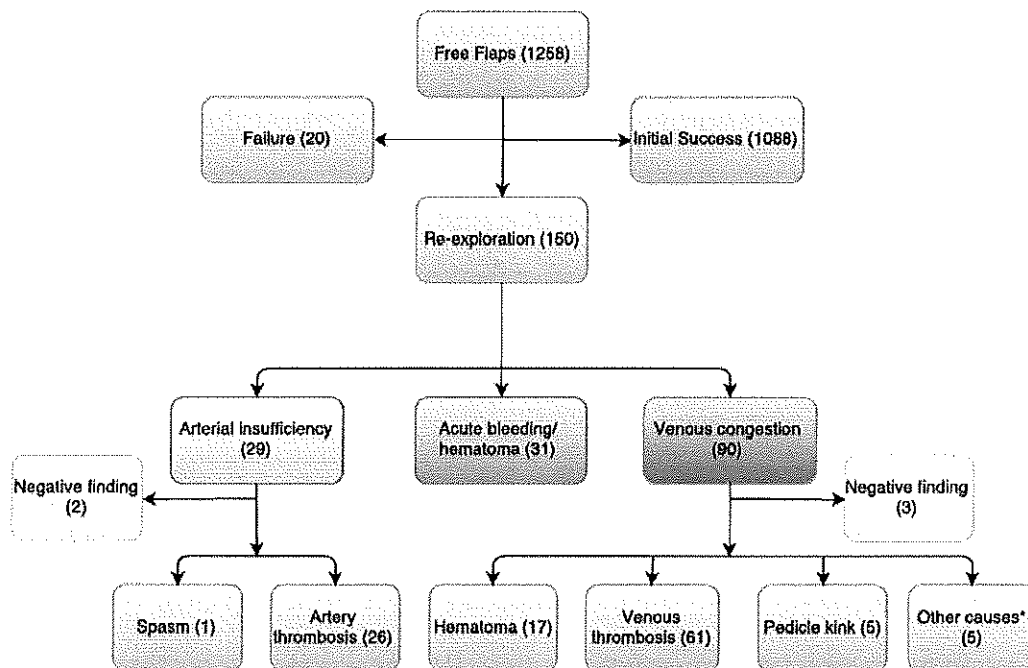 Free Flaps (1258)
Failure (20)
Initial Success (1088)
Re-exploration (150)
Arterial insufficiency
(29)
Acute bleeding/
hematoma (31)
Venous congestion
(90)
Negative finding
(2)
Negative finding
(3)
Spasm (1)
Artery
thrombosis (26)
Hematoma (17)
Venous
thrombosis (61)
Pedicle kink (5)
Other causes*
(5)